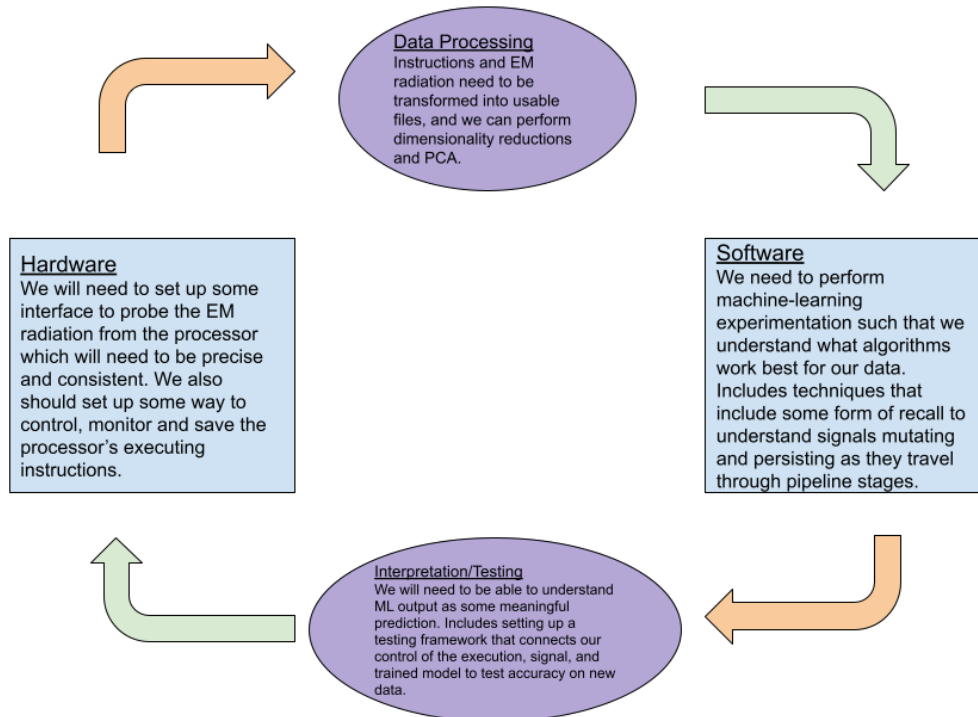 Data Processing
Instructions and EM
radiation need to be
transformed into usable
files, and we can perform
dimensionality reductions
and PCA.
Hardware
We will need to set up some
interface to probe the EM
radiation from the processor
which will need to be precise
and consistent. We also
should set up some way to
control, monitor and save the
processor’s executing
instructions.
Software
We need to perform
machine-learning
experimentation such that we
understand what algorithms
work best for our data.
Includes techniques that
include some form of recall to
understand signals mutating
and persisting as they travel
through pipeline stages.
Interpretation/Testing
We will need to be able to understand
ML output as some meaningful
prediction. Includes setting up a
testing framework that connects our
control of the execution, signal, and
trained model to test accuracy on new
data.